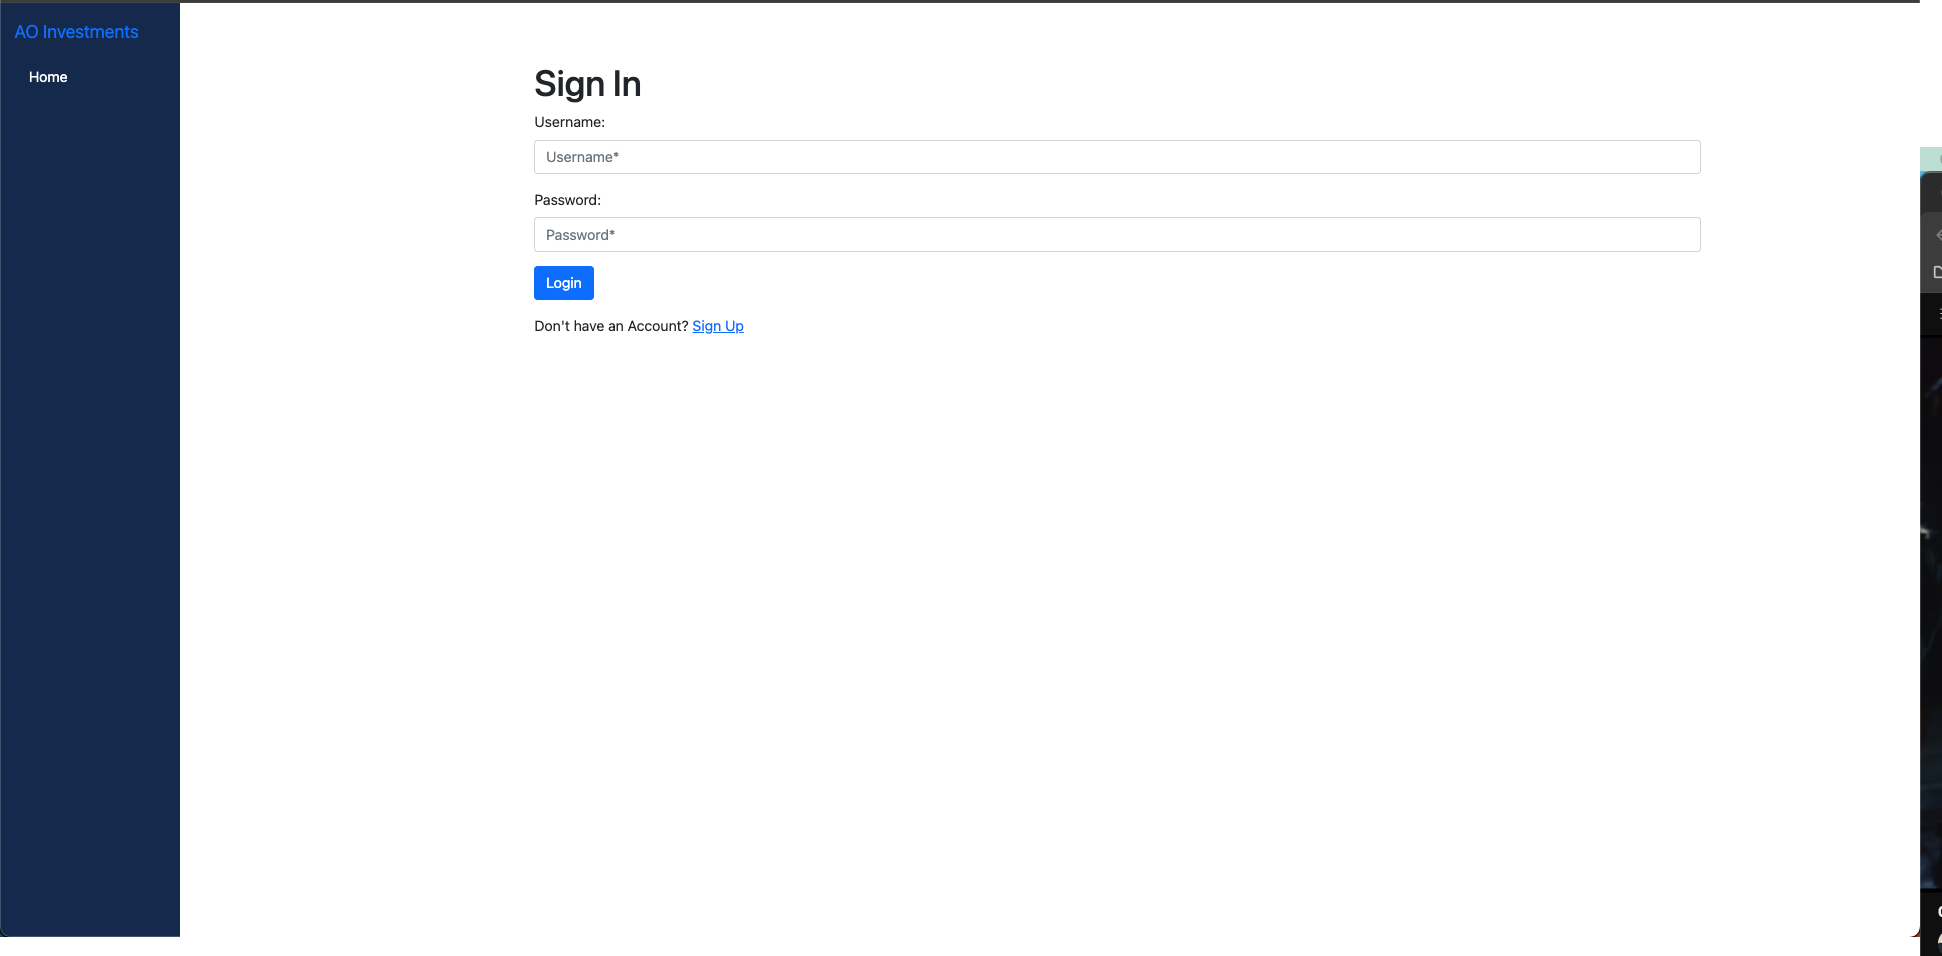 AO Investments
Home
Sign In
Username:
Username*
Password:
Password*
Login
Don't have an Account? Sign Up